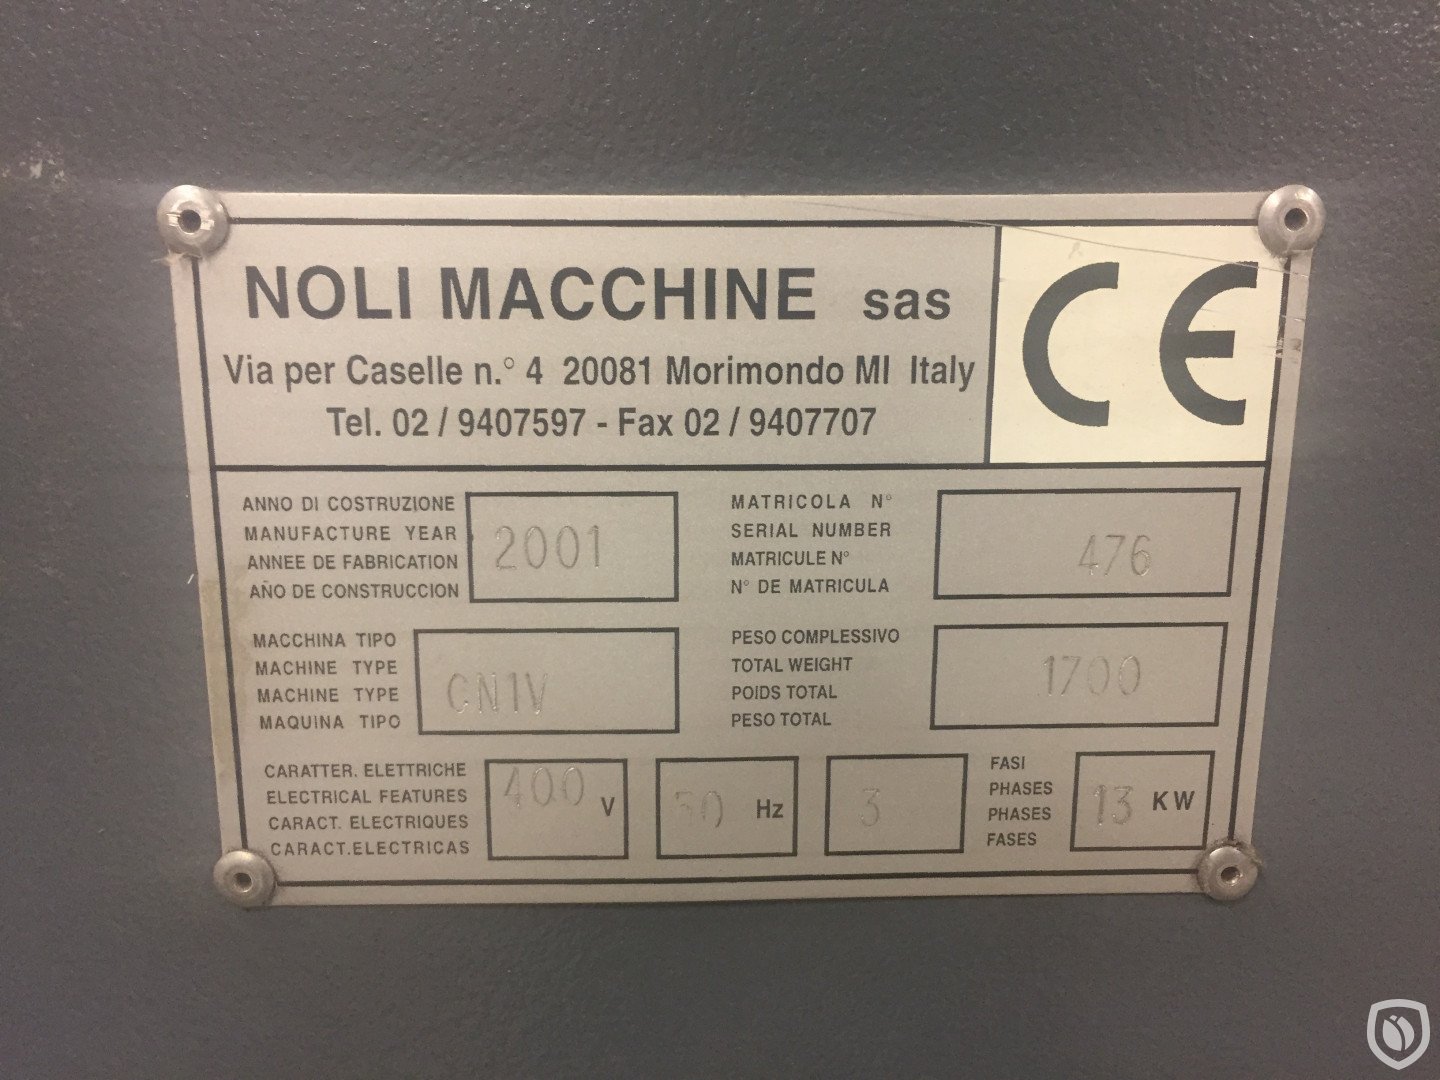 NOLI MACCHINE sas
CE
Via per Caselle n.° 4 20081 Morimondo MI Italy
Tel. 02 / 9407597 - Fax 02 / 9407707
ANNO DI COSTRUZIONE
MANUFACTURE YEAR
ANNEE DE FABRICATION
AÑO DE CONSTRUCCION
2001
MATRICOLA N°
SERIAL NUMBER
MATRICULE N°
N° DE MATRICULA
476
MACCHINA TIPO
MACHINE TYPE
MACHINE TYPE
MAQUINA TIPO
CN1V
PESO COMPLESSIVO
TOTAL WEIGHT
POIDS TOTAL
PESO TOTAL
1700
CARATTER. ELETTRICHE
ELECTRICAL FEATURES
CARACT. ELECTRIQUES
CARACT.ELECTRICAS
400 V
50 Hz
3
FASI
PHASES
PHASES
FASES
13 KW